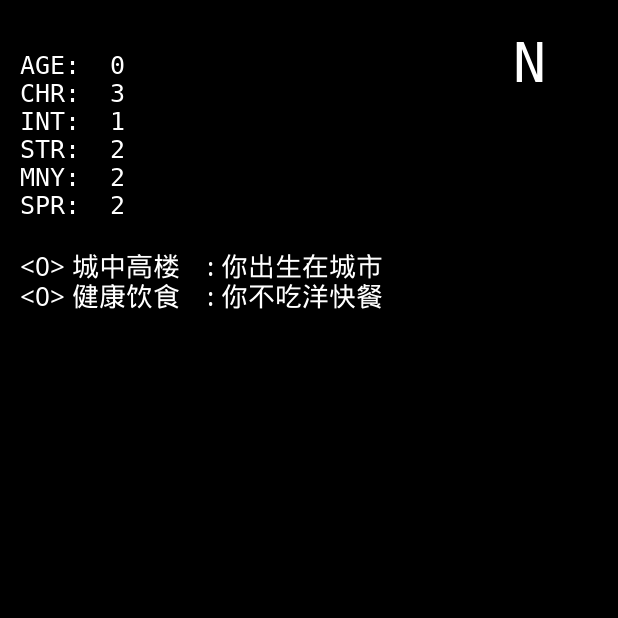 N
AGE: 0
CHR: 3
INT: 1
STR: 2
MNY: 2
SPR: 2
<O> 城中高楼 :你出生在城市
<O> 健康饮食 :你不吃洋快餐